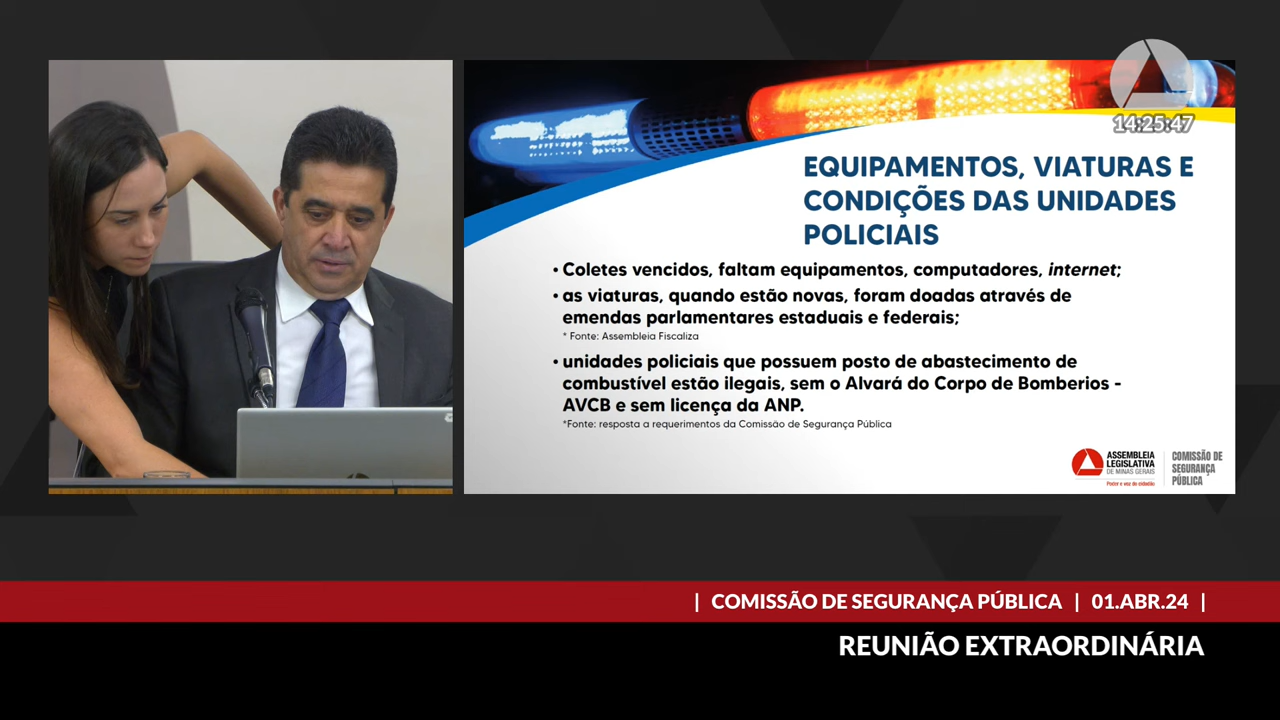 14:25:47
EQUIPAMENTOS, VIATURAS E
CONDIÇÕES DAS UNIDADES
POLICIAIS
• Coletes vencidos, faltam equipamentos, computadores, internet;
• as viaturas, quando estão novas, foram doadas através de
emendas parlamentares estaduais e federais;
* Fonte: Assembleia Fiscaliza
• unidades policiais que possuem posto de abastecimento de
combustível estão ilegais, sem o Alvará do Corpo de Bomberios -
AVCB e sem licença da ANP.
*Fonte: resposta a requerimentos da Comissão de Segurança Pública
ASSEMBLEIA
LEGISLATIVA
DE MINAS GERAIS
Poder e voz do cidadão
COMISSÃO DE
SEGURANÇA
PÚBLICA
| COMISSÃO DE SEGURANÇA PÚBLICA | 01.ABR.24 |
REUNIÃO EXTRAORDINÁRIA